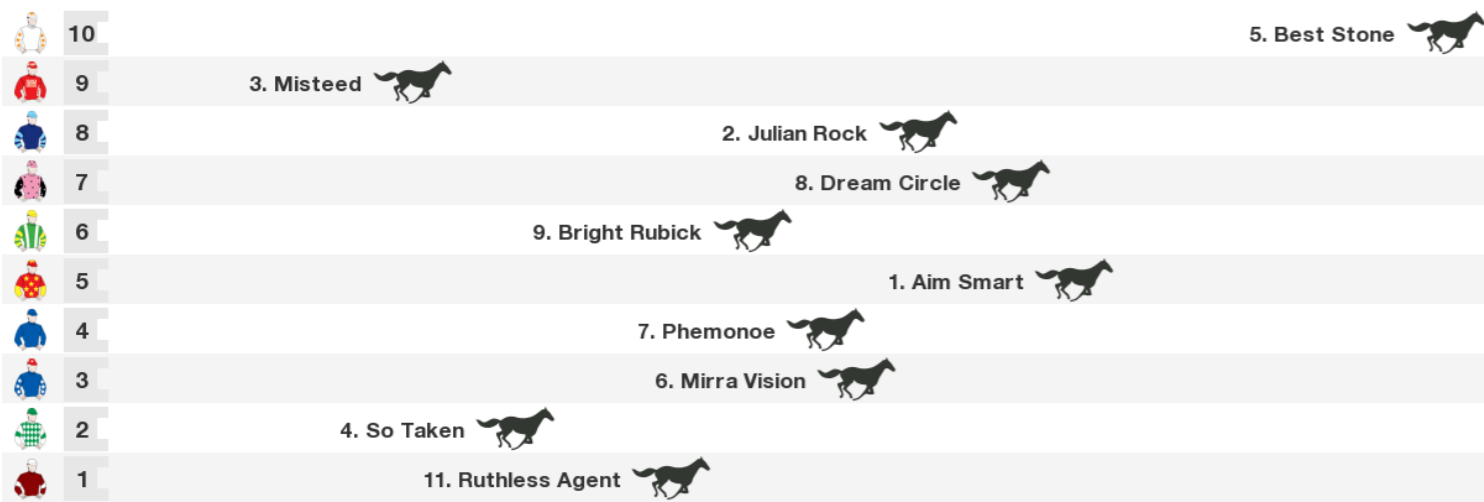 10 5. Best Stone
9 3. Misteed
8 2. Julian Rock
7 8. Dream Circle
6 9. Bright Rubick
5 1. Aim Smart
4 7. Phemonoe
3 6. Mirra Vision
2 4. So Taken
1 11. Ruthless Agent